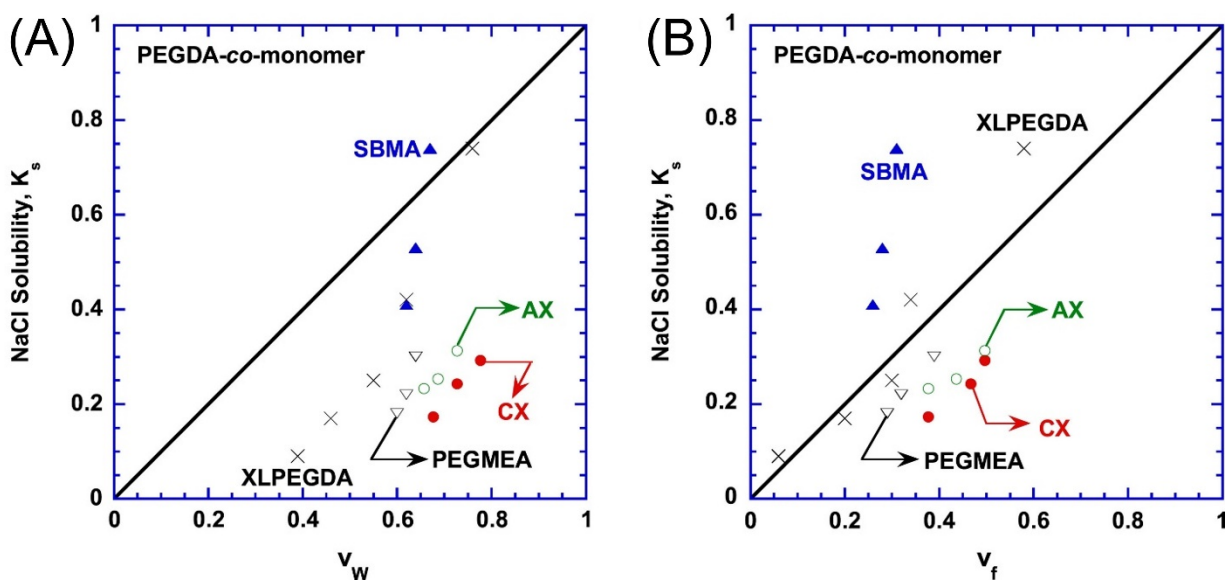 (A)
PEGDA-co-monomer
NaCl Solubility, Ks
1
0.8
0.6
0.4
0.2
0
SBMA
AX
CX
PEGMEA
XLPEGDA
0
0.2
0.4
0.6
0.8
1
vW
(B)
PEGDA-co-monomer
NaCl Solubility, Ks
1
0.8
0.6
0.4
0.2
0
XLPEGDA
SBMA
AX
CX
PEGMEA
0
0.2
0.4
0.6
0.8
1
vf